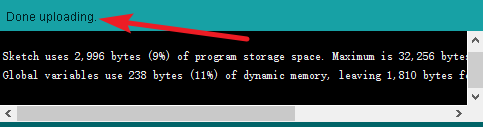 Done uploading.
Sketch uses 2,996 bytes (9%) of program storage space. Maximum is 32,256 bytes
Global variables use 238 bytes (11%) of dynamic memory, leaving 1,810 bytes